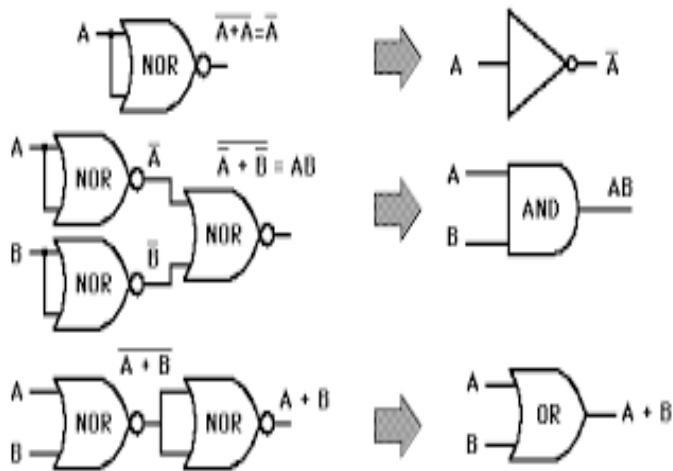 A NOR A̅+̅A̅ = A̅
A A̅
A NOR A̅
A̅̅ ̅+̅ ̅B̅̅ = AB
NOR
B NOR B̅
A B AND AB
A̅ ̅+̅ ̅B̅
A B NOR NOR A + B
A B OR A + B